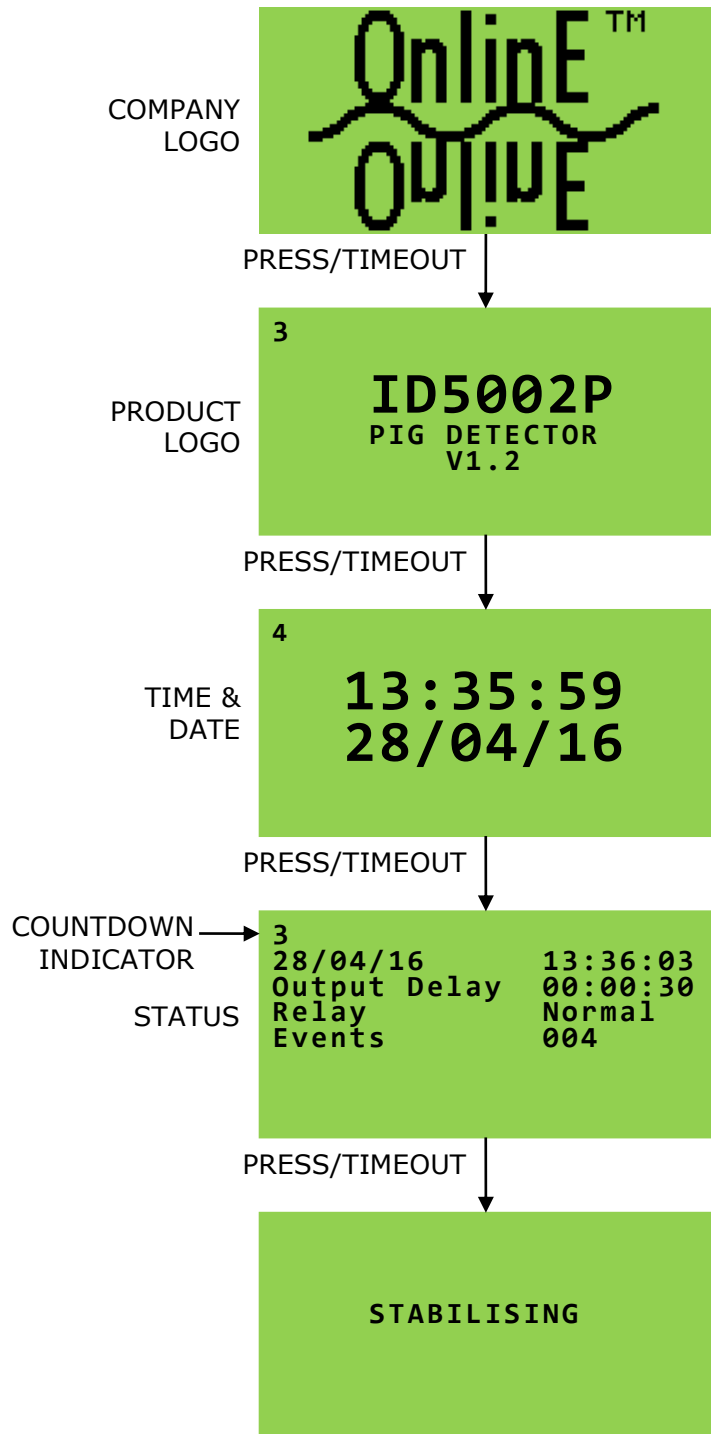 OnlinE™
OnlinE
COMPANY
LOGO
PRESS/TIMEOUT
3
ID5002P
PIG DETECTOR
V1.2
PRODUCT
LOGO
PRESS/TIMEOUT
4
13:35:59
28/04/16
TIME &
DATE
PRESS/TIMEOUT
COUNTDOWN
INDICATOR
3
28/04/16 13:36:03
Output Delay 00:00:30
Relay Normal
Events 004
STATUS
PRESS/TIMEOUT
STABILISING